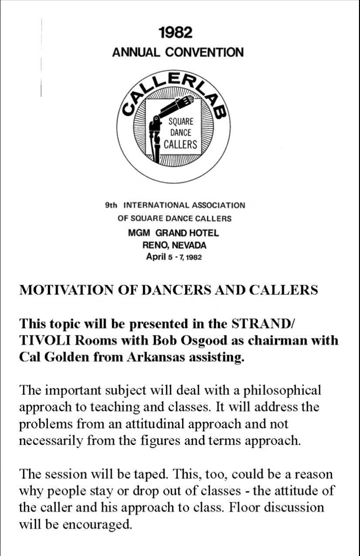 1982
ANNUAL CONVENTION
CALLERLAB
SQUARE
DANCE
CALLERS
9th INTERNATIONAL ASSOCIATION
OF SQUARE DANCE CALLERS
MGM GRAND HOTEL
RENO, NEVADA
April 5 - 7, 1982
MOTIVATION OF DANCERS AND CALLERS
This topic will be presented in the STRAND/
TIVOLI Rooms with Bob Osgood as chairman with
Cal Golden from Arkansas assisting.
The important subject will deal with a philosophical
approach to teaching and classes. It will address the
problems from an attitudinal approach and not
necessarily from the figures and terms approach.
The session will be taped. This, too, could be a reason
why people stay or drop out of classes - the attitude of
the caller and his approach to class. Floor discussion
will be encouraged.